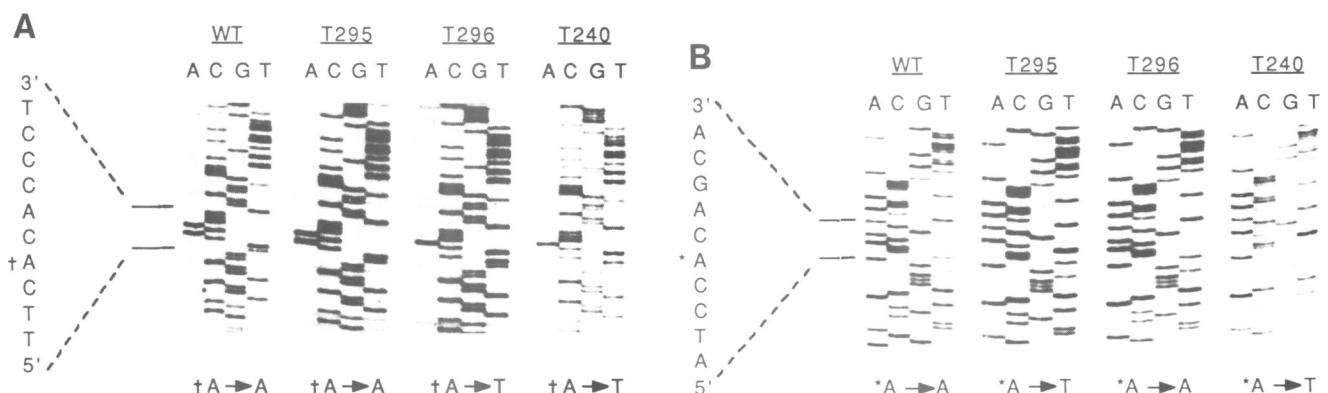 A
WT T295 T296 T240
A C G T A C G T A C G T A C G T
3'
T
C
C
C
A
C
†A
C
T
T
5'
†A→A †A→A †A→T †A→T
B
WT T295 T296 T240
A C G T A C G T A C G T A C G T
3'
A
C
G
A
C
*A
C
C
T
A
5'
*A→A *A→T *A→A *A→T